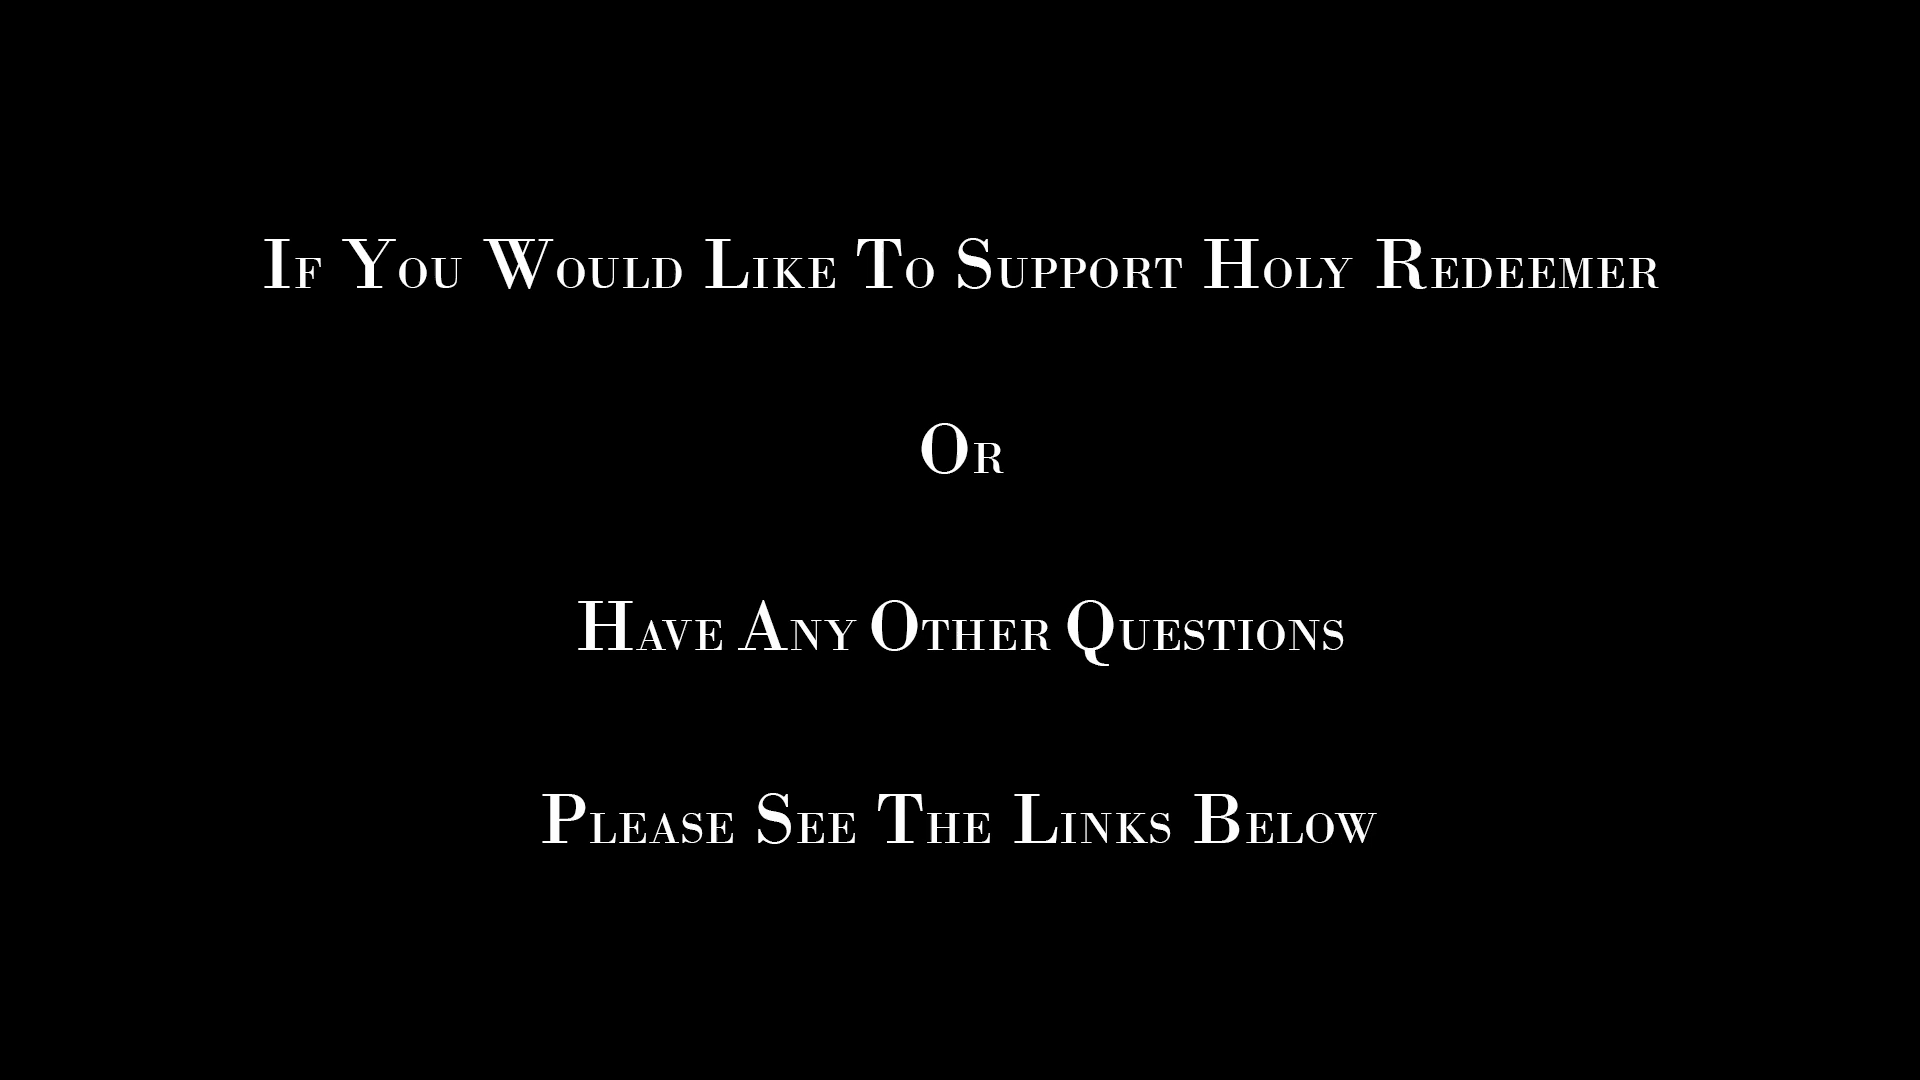 If You Would Like To Support Holy Redeemer
Or
Have Any Other Questions
Please See The Links Below